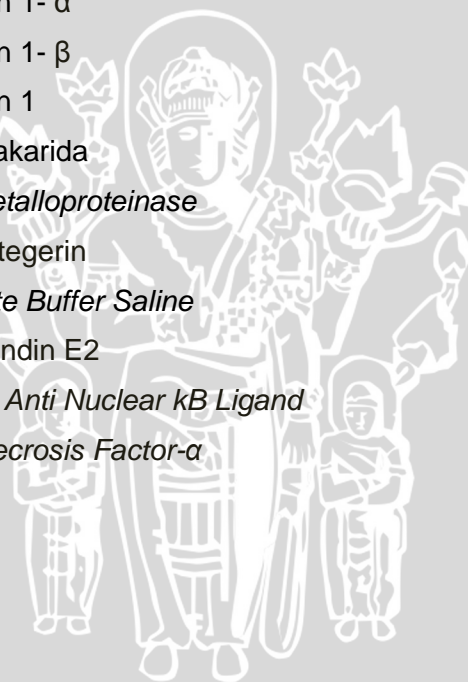 n 1- α
n 1- β
n 1
akarida
etalloproteinase
tegerin
te Buffer Saline
ndin E2
Anti Nuclear kB Ligand
ecrosis Factor-α